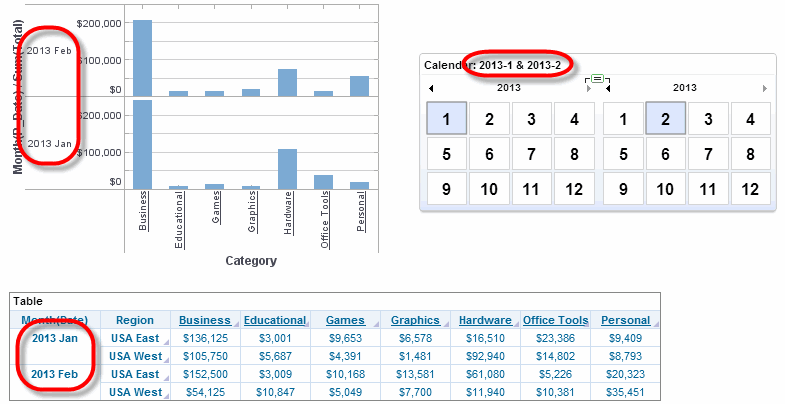 Month(P_Date) / Sum(Total)
2013 Feb
$200,000
$100,000
$0
2013 Jan
$200,000
$100,000
$0
Business
Educational
Games
Graphics
Hardware
Office Tools
Personal
Category
Calender: 2013-1 & 2013-2
2013 2013
1 2 3 4 1 2 3 4
5 6 7 8 5 6 7 8
9 10 11 12 9 10 11 12
Table
Month(Date) Region Business Educational Games Graphics Hardware Office Tools Personal
2013 Jan USA East $136,125 $3,001 $9,653 $6,578 $16,510 $23,386 $9,409
USA West $105,750 $5,687 $4,391 $1,481 $92,940 $14,802 $8,793
2013 Feb USA East $152,500 $3,009 $10,168 $13,581 $61,080 $5,226 $20,323
USA West $54,125 $10,847 $5,049 $7,700 $11,940 $10,381 $35,451